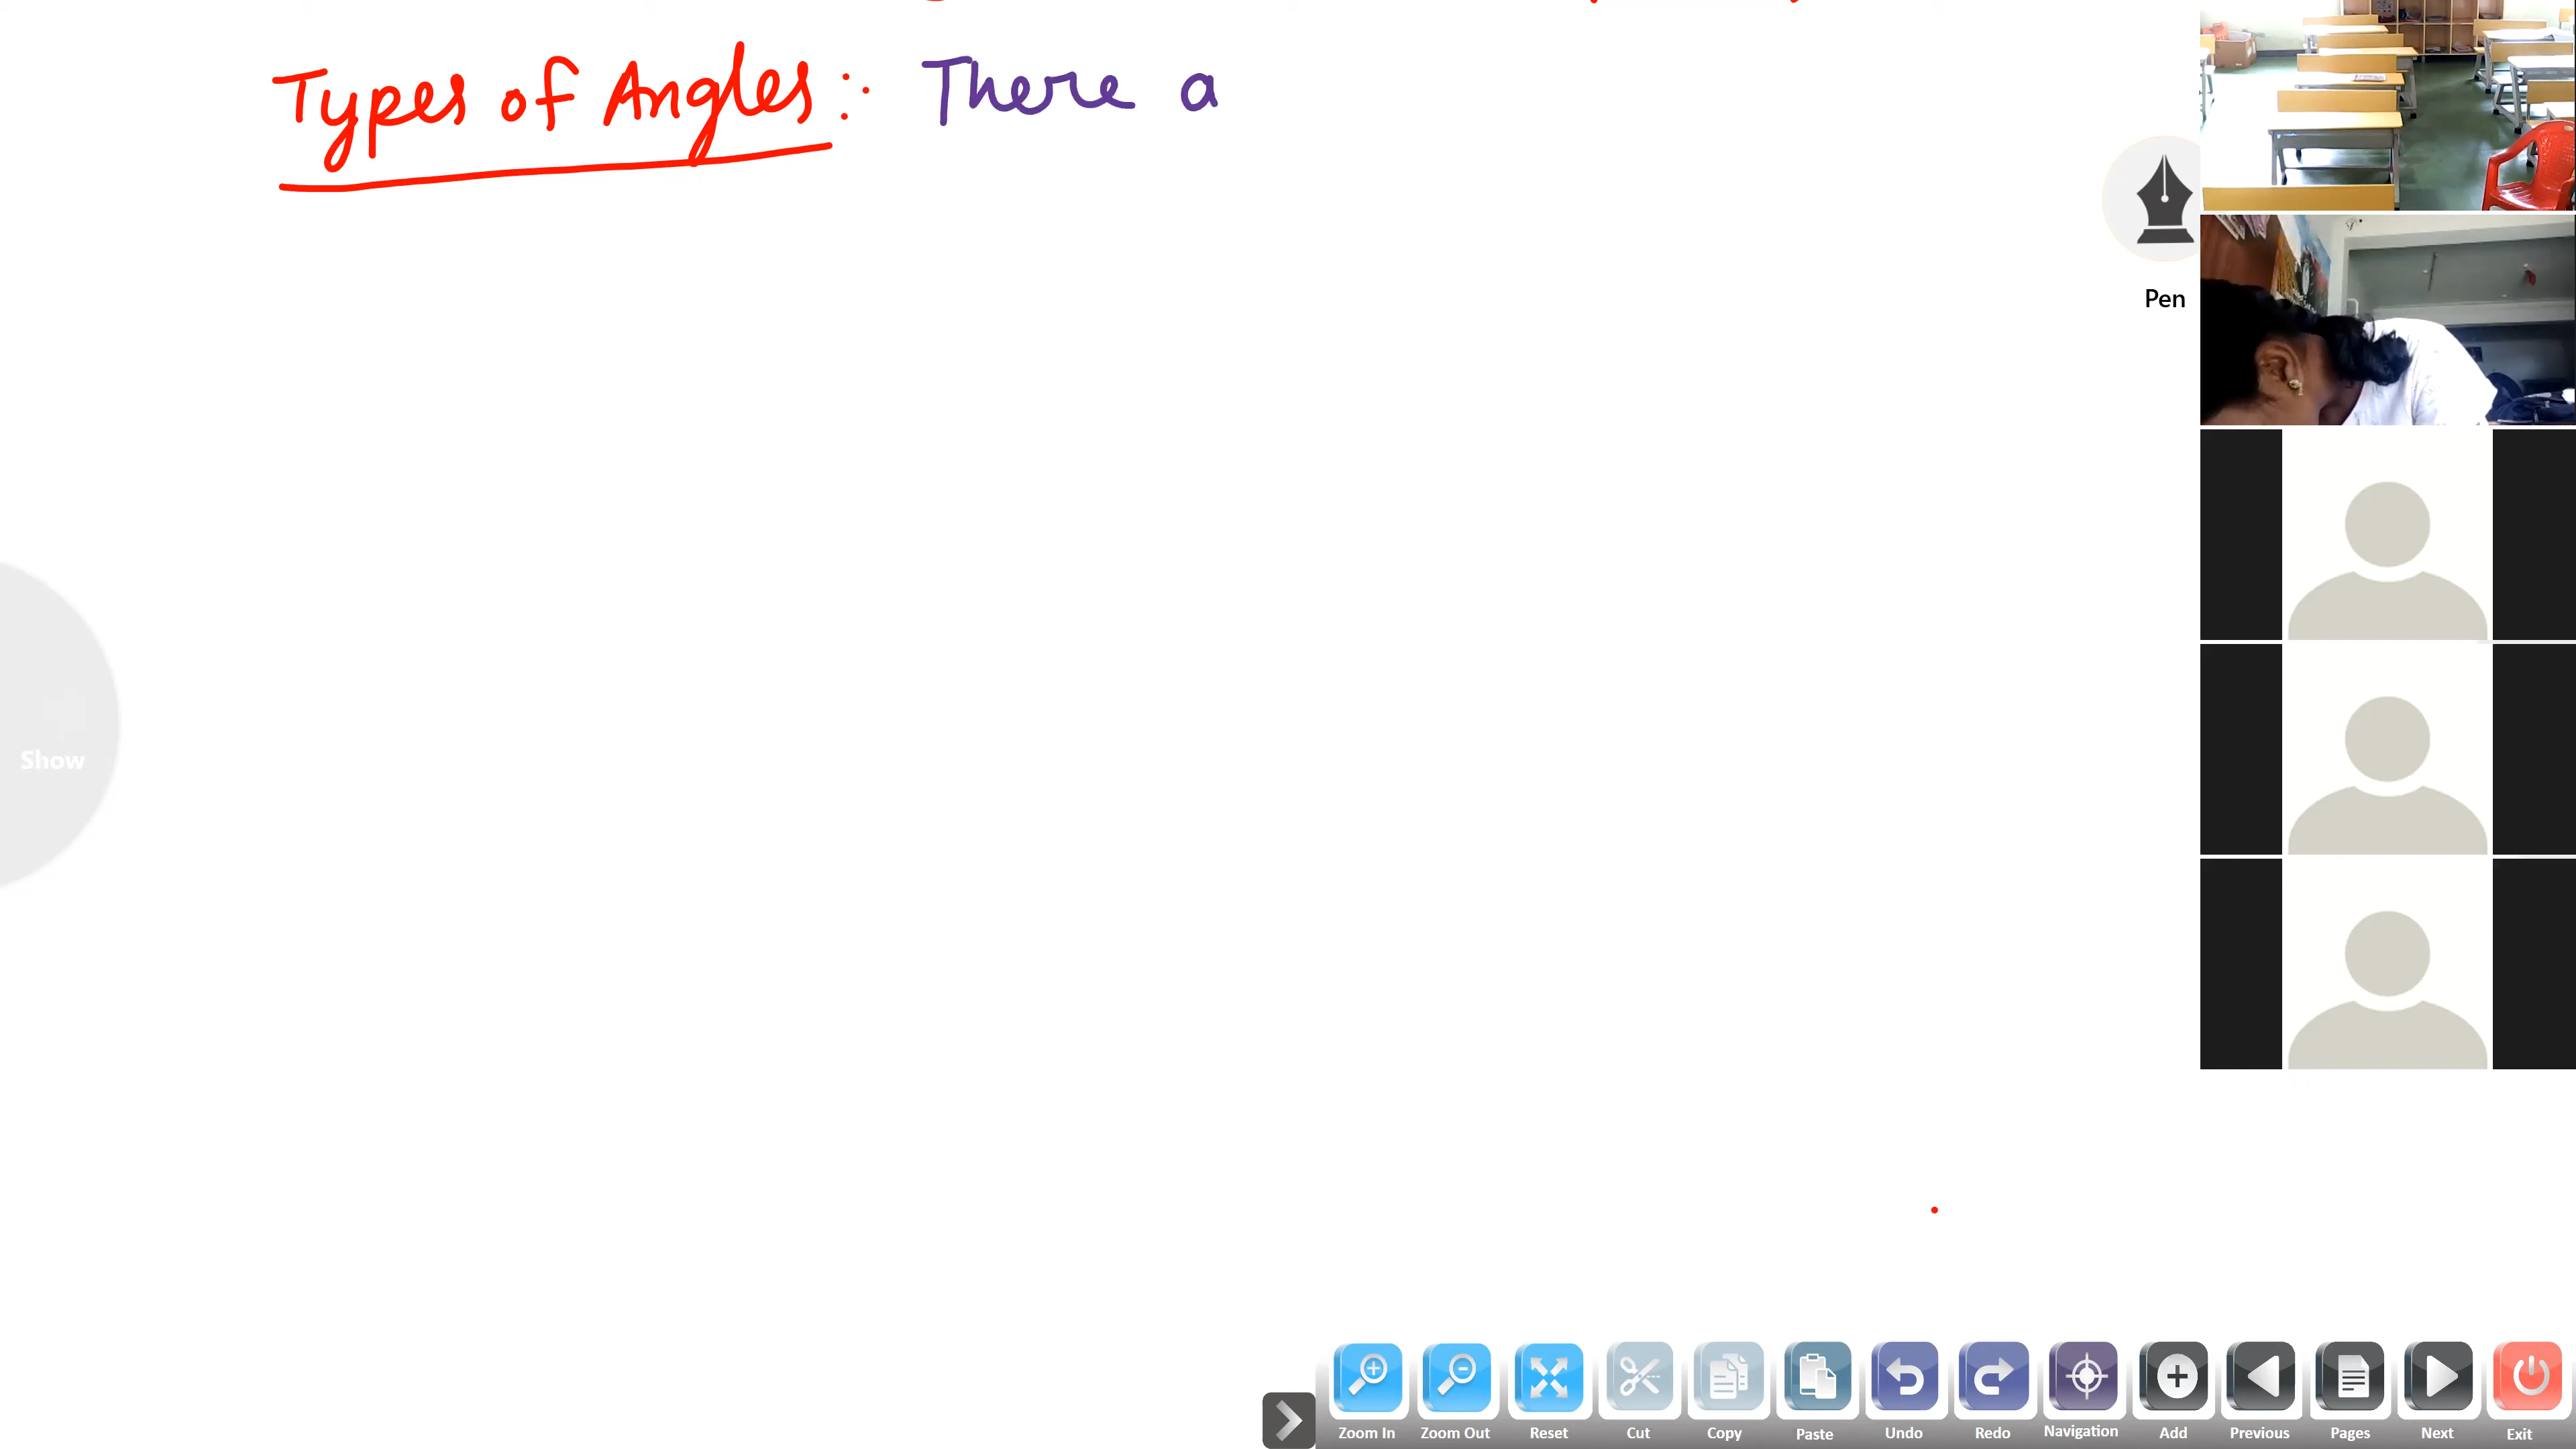 Types of Angles :- There a
Pen
Show
Zoom In Zoom Out Reset Cut Copy Paste Undo Redo Navigation Add Previous Pages Next Exit